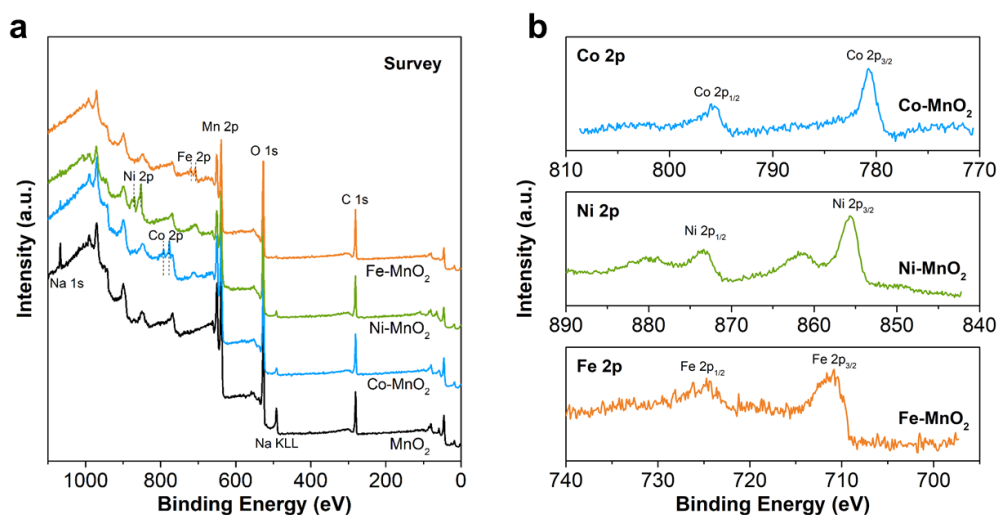 a
Survey
Mn 2p
O 1s
Fe 2p
Ni 2p
C 1s
Co 2p
Na 1s
Fe-MnO₂
Ni-MnO₂
Co-MnO₂
Na KLL
MnO₂
Intensity (a.u.)
1000 800 600 400 200 0
Binding Energy (eV)
b
Co 2p
Co 2p₃/₂
Co 2p₁/₂
Co-MnO₂
810 800 790 780 770
Ni 2p
Ni 2p₃/₂
Ni 2p₁/₂
Ni-MnO₂
890 880 870 860 850 840
Fe 2p
Fe 2p₁/₂
Fe 2p₃/₂
Fe-MnO₂
740 730 720 710 700
Intensity (a.u.)
Binding Energy (eV)